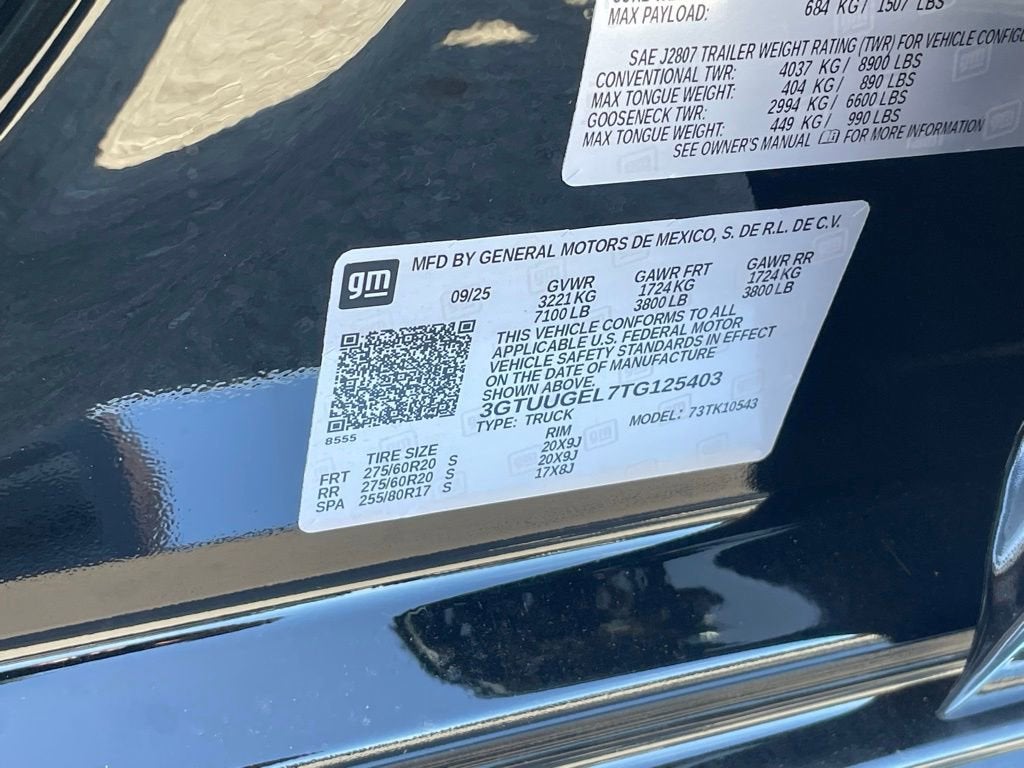 MAX PAYLOAD: 684 KG / 1507 LBS
SAE J2807 TRAILER WEIGHT RATING (TWR) FOR VEHICLE
CONVENTIONAL TWR: 4037 KG / 8900 LBS
MAX TONGUE WEIGHT: 404 KG / 890 LBS
GOOSENECK TWR: 2994 KG / 6600 LBS
MAX TONGUE WEIGHT: 449 KG / 990 LBS
SEE OWNER'S MANUAL FOR MORE INFORMATION
gm
MFD BY GENERAL MOTORS DE MEXICO, S. DE R.L. DE C.V.
09/25 GVWR GAWR FRT GAWR RR
3221 KG 1724 KG 1724 KG
7100 LB 3800 LB 3800 LB
THIS VEHICLE CONFORMS TO ALL
APPLICABLE U.S. FEDERAL MOTOR
VEHICLE SAFETY STANDARDS IN EFFECT
ON THE DATE OF MANUFACTURE
SHOWN ABOVE.
3GTUUGEL7TG125403
TYPE: TRUCK MODEL: 73TK10543
8555
TIRE SIZE RIM
FRT 275/60R20 S 20X9J
RR 275/60R20 S 20X9J
SPA 255/80R17 S 17X8J